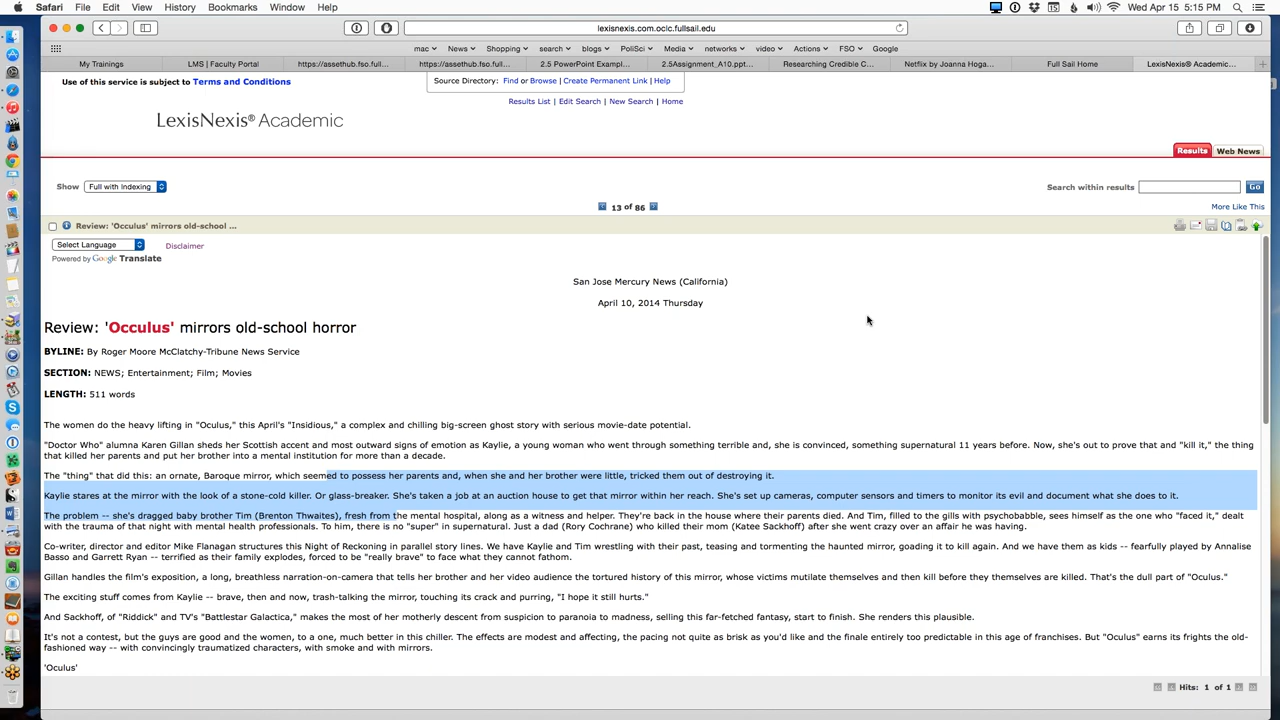 Safari File Edit View History Bookmarks Window Help Wed Apr 15 5:15 PM
lexisnexis.com.oclc.fullsail.edu
mac News Shopping search blogs PoliSci Media networks video Actions FSO Google
My Trainings LMS | Faculty Portal https://assethub.fso.full... https://assethub.fso.full... 2.5 PowerPoint Exampl... 2.5Assignment_A10.ppt... Researching Credible C... Netflix by Joanna Hoga... Full Sail Home LexisNexis® Academic...
Use of this service is subject to Terms and Conditions
Source Directory: Find or Browse | Create Permanent Link | Help
Results List | Edit Search | New Search | Home
LexisNexis® Academic
Results Web News
Show Full with Indexing Search within results Go
13 of 86 More Like This
Review: 'Occulus' mirrors old-school ...
Select Language Disclaimer
Powered by Google Translate
San Jose Mercury News (California)
April 10, 2014 Thursday
Review: 'Occulus' mirrors old-school horror
BYLINE: By Roger Moore McClatchy-Tribune News Service
SECTION: NEWS; Entertainment; Film; Movies
LENGTH: 511 words
The women do the heavy lifting in "Oculus," this April's "Insidious," a complex and chilling big-screen ghost story with serious movie-date potential.
"Doctor Who" alumna Karen Gillan sheds her Scottish accent and most outward signs of emotion as Kaylie, a young woman who went through something terrible and, she is convinced, something supernatural 11 years before. Now, she's out to prove that and "kill it," the thing
that killed her parents and put her brother into a mental institution for more than a decade.
The "thing" that did this: an ornate, Baroque mirror, which seemed to possess her parents and, when she and her brother were little, tricked them out of destroying it.
Kaylie stares at the mirror with the look of a stone-cold killer. Or glass-breaker. She's taken a job at an auction house to get that mirror within her reach. She's set up cameras, computer sensors and timers to monitor its evil and document what she does to it.
The problem -- she's dragged baby brother Tim (Brenton Thwaites), fresh from the mental hospital, along as a witness and helper. They're back in the house where their parents died. And Tim, filled to the gills with psychobabble, sees himself as the one who "faced it," dealt
with the trauma of that night with mental health professionals. To him, there is no "super" in supernatural. Just a dad (Rory Cochrane) who killed their mom (Katee Sackhoff) after she went crazy over an affair he was having.
Co-writer, director and editor Mike Flanagan structures this Night of Reckoning in parallel story lines. We have Kaylie and Tim wrestling with their past, teasing and tormenting the haunted mirror, goading it to kill again. And we have them as kids -- fearfully played by Annalise
Basso and Garrett Ryan -- terrified as their family explodes, forced to be "really brave" to face what they cannot fathom.
Gillan handles the film's exposition, a long, breathless narration-on-camera that tells her brother and her video audience the tortured history of this mirror, whose victims mutilate themselves and then kill before they themselves are killed. That's the dull part of "Oculus."
The exciting stuff comes from Kaylie -- brave, then and now, trash-talking the mirror, touching its crack and purring, "I hope it still hurts."
And Sackhoff, of "Riddick" and TV's "Battlestar Galactica," makes the most of her motherly descent from suspicion to paranoia to madness, selling this far-fetched fantasy, start to finish. She renders this plausible.
It's not a contest, but the guys are good and the women, to a one, much better in this chiller. The effects are modest and affecting, the pacing not quite as brisk as you'd like and the finale entirely too predictable in this age of franchises. But "Oculus" earns its frights the old-
fashioned way -- with convincingly traumatized characters, with smoke and with mirrors.
'Oculus'
Hits: 1 of 1